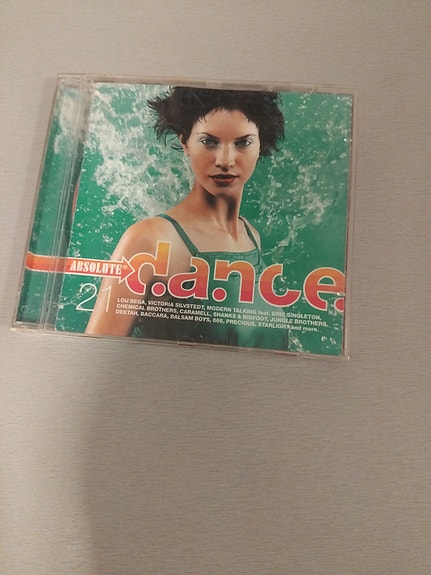 ABSOLUTE®
dance
21
LOU BEGA, VICTORIA SILVSTEDT, MODERN TALKING feat. ERIC SINGLETON,
CHEMICAL BROTHERS, CARAMELL, SHANKS & BIGFOOT, JUNGLE BROTHERS,
DEETAH, BACCARA, BALSAM BOYS, 666, PRECIOUS, STARLIGHT and more.